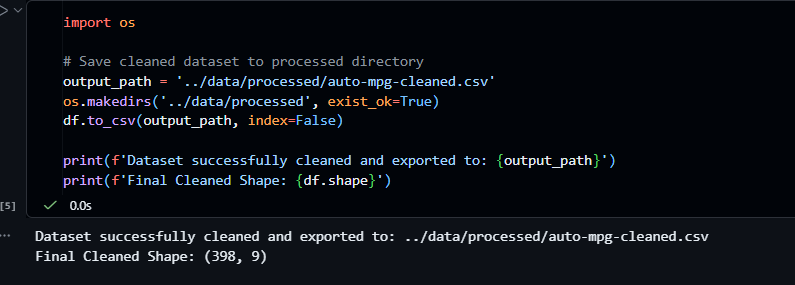 import os
# Save cleaned dataset to processed directory
output_path = '../data/processed/auto-mpg-cleaned.csv'
os.makedirs('../data/processed', exist_ok=True)
df.to_csv(output_path, index=False)
print(f'Dataset successfully cleaned and exported to: {output_path}')
print(f'Final Cleaned Shape: {df.shape}')
[5]
0.0s
Dataset successfully cleaned and exported to: ../data/processed/auto-mpg-cleaned.csv
Final Cleaned Shape: (398, 9)